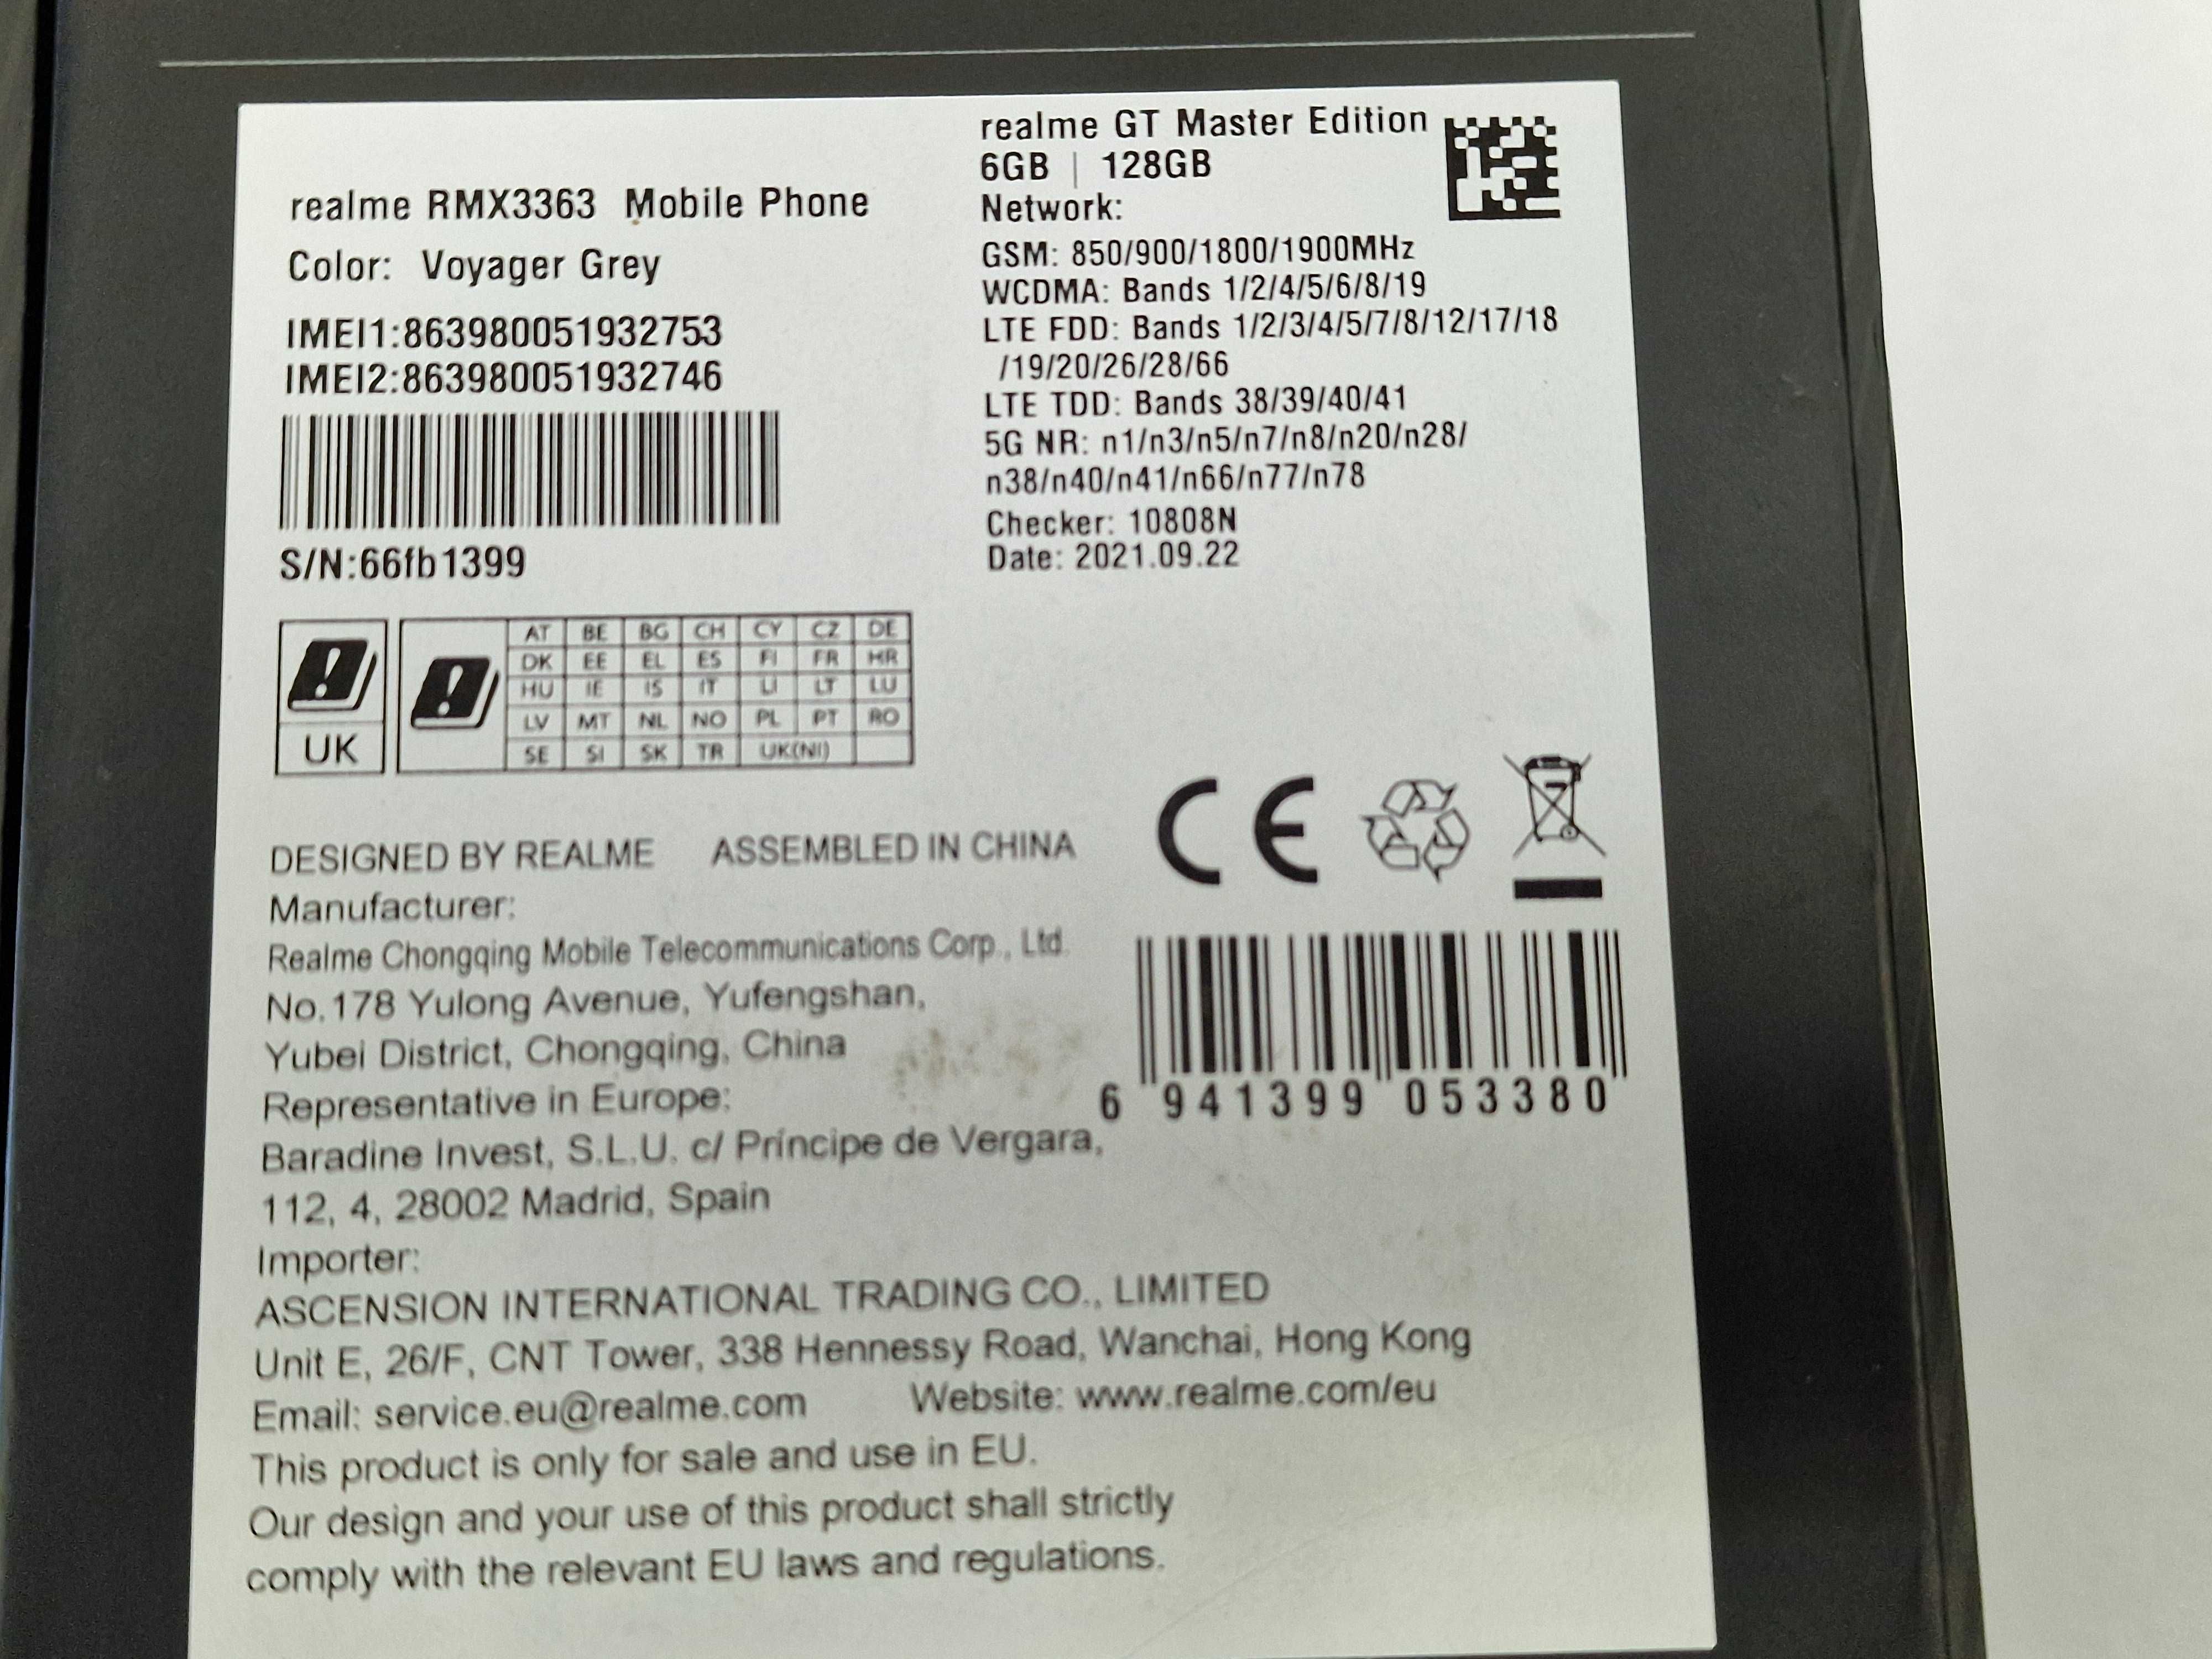 realme RMX3363 Mobile Phone
Color: Voyager Grey
IMEI1:863980051932753
IMEI2:863980051932746
S/N:66fb1399
realme GT Master Edition
6GB | 128GB
Network:
GSM: 850/900/1800/1900MHz
WCDMA: Bands 1/2/4/5/6/8/19
LTE FDD: Bands 1/2/3/4/5/7/8/12/17/18
/19/20/26/28/66
LTE TDD: Bands 38/39/40/41
5G NR: n1/n3/n5/n7/n8/n20/n28/
n38/n40/n41/n66/n77/n78
Checker: 10808N
Date: 2021.09.22
UK
AT BE BG CH CY CZ DE
DK EE EL ES FI FR HR
HU IE IS IT LI LT LU
LV MT NL NO PL PT RO
SE SI SK TR UK(NI)
CE
DESIGNED BY REALME ASSEMBLED IN CHINA
Manufacturer:
Realme Chongqing Mobile Telecommunications Corp., Ltd.
No.178 Yulong Avenue, Yufengshan,
Yubei District, Chongqing, China
Representative in Europe:
Baradine Invest, S.L.U. c/ Príncipe de Vergara,
112, 4, 28002 Madrid, Spain
6 941399 053380
Importer:
ASCENSION INTERNATIONAL TRADING CO., LIMITED
Unit E, 26/F, CNT Tower, 338 Hennessy Road, Wanchai, Hong Kong
Email: service.eu@realme.com Website: www.realme.com/eu
This product is only for sale and use in EU.
Our design and your use of this product shall strictly
comply with the relevant EU laws and regulations.